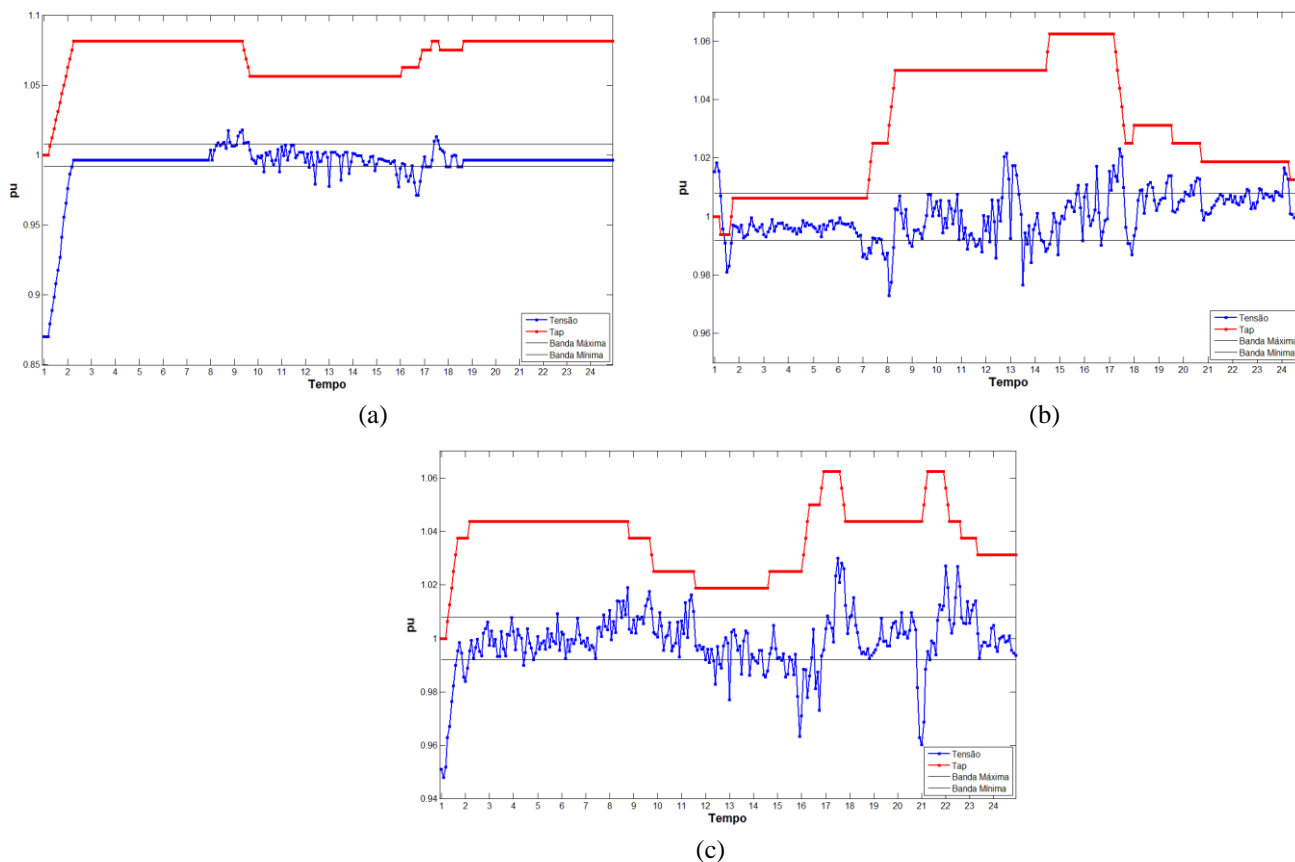 1.1
1.05
1
0.95
0.9
0.85
pu
1 2 3 4 5 6 7 8 9 10 11 12 13 14 15 16 17 18 19 20 21 22 23 24
Tempo
Tensão
Tap
Banda Máxima
Banda Mínima
(a)
1.06
1.04
1.02
1
0.98
0.96
pu
1 2 3 4 5 6 7 8 9 10 11 12 13 14 15 16 17 18 19 20 21 22 23 24
Tempo
Tensão
Tap
Banda Máxima
Banda Mínima
(b)
1.06
1.04
1.02
1
0.98
0.96
0.94
pu
1 2 3 4 5 6 7 8 9 10 11 12 13 14 15 16 17 18 19 20 21 22 23 24
Tempo
Tensão
Tap
Banda Máxima
Banda Mínima
(c)